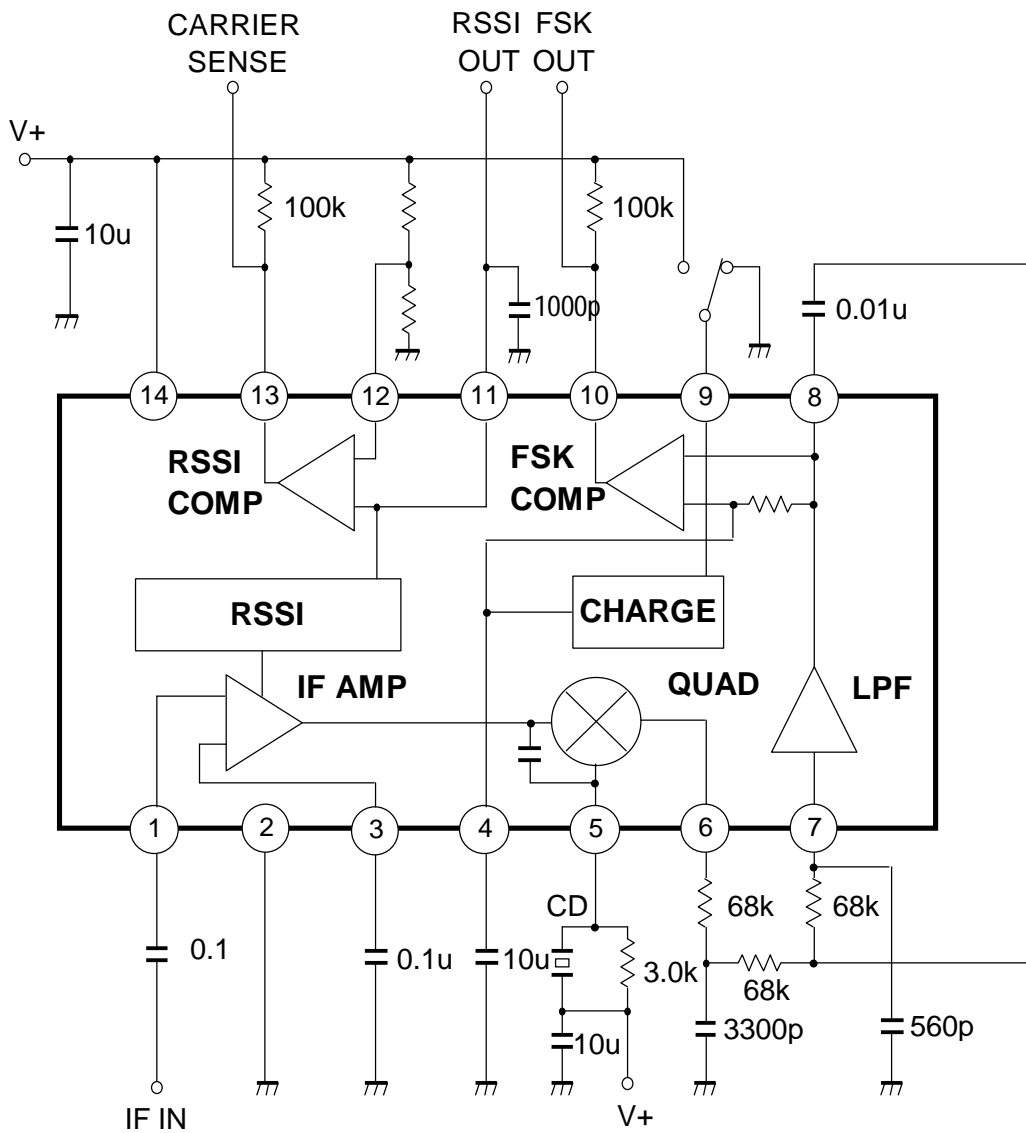 CARRIER
SENSE
RSSI
OUT
FSK
OUT
V+
10u
100k
1000p
100k
0.01u
14
13
12
11
10
9
8
RSSI
COMP
FSK
COMP
RSSI
CHARGE
IF AMP
QUAD
LPF
1
2
3
4
5
6
7
0.1
0.1u
10u
CD
3.0k
10u
68k
68k
68k
3300p
560p
IF IN
V+